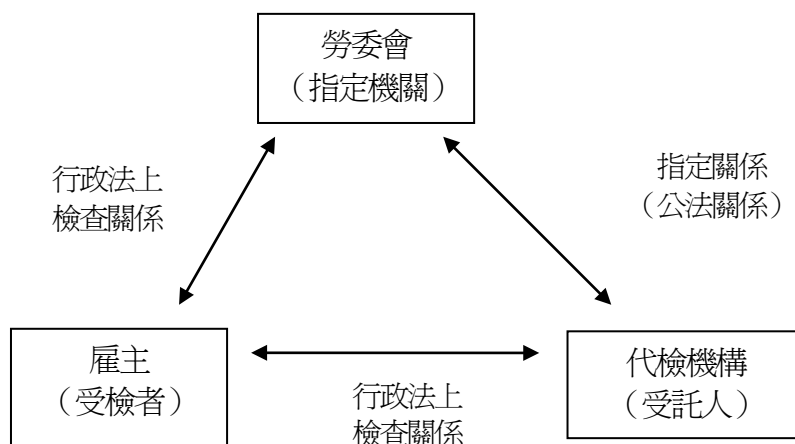 勞委會
（指定機關）
行政法上
檢查關係
指定關係
（公法關係）
雇主
（受檢者）
行政法上
檢查關係
代檢機構
（受託人）